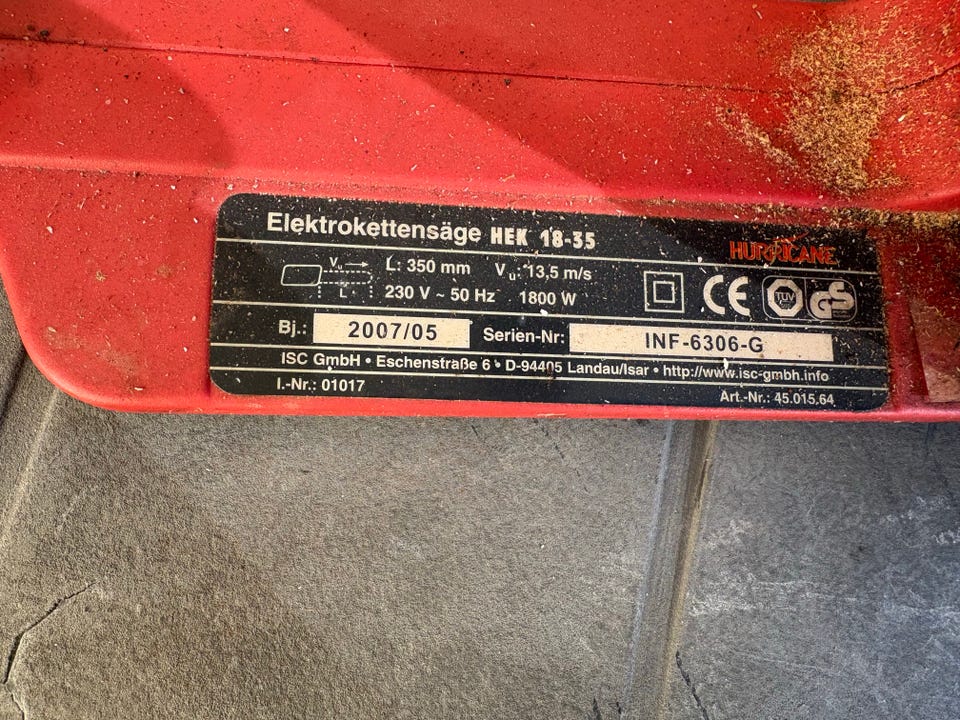 Elektrokettensäge HEK 18-35
HURRICANE
Vu L: 350 mm Vu: 13,5 m/s
L 230 V ~ 50 Hz 1800 W
CE TÜV GS
Bj.: 2007/05 Serien-Nr: INF-6306-G
ISC GmbH • Eschenstraße 6 • D-94405 Landau/Isar • http://www.isc-gmbh.info
I.-Nr.: 01017 Art.-Nr.: 45.015.64